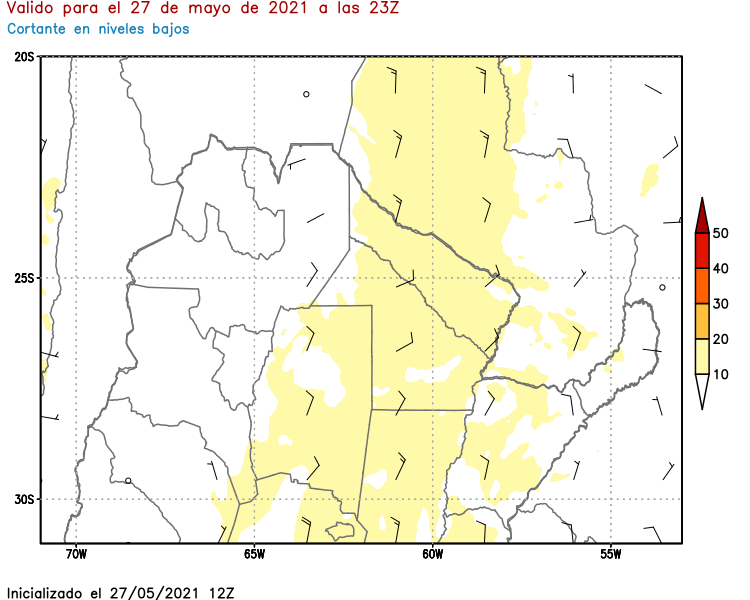 Valido para el 27 de mayo de 2021 a las 23Z
Cortante en niveles bajos
20S
25S
30S
70W 65W 60W 55W
50
40
30
20
10
Inicializado el 27/05/2021 12Z